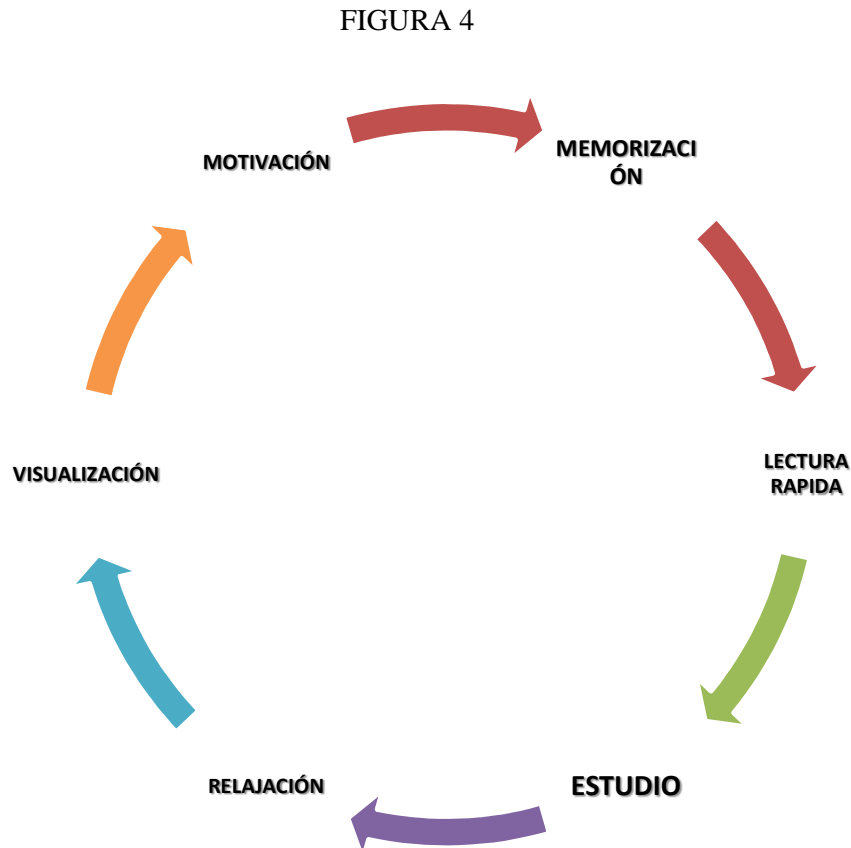 FIGURA 4
MOTIVACIÓN
MEMORIZACI
ÓN
LECTURA
RAPIDA
ESTUDIO
RELAJACIÓN
VISUALIZACIÓN